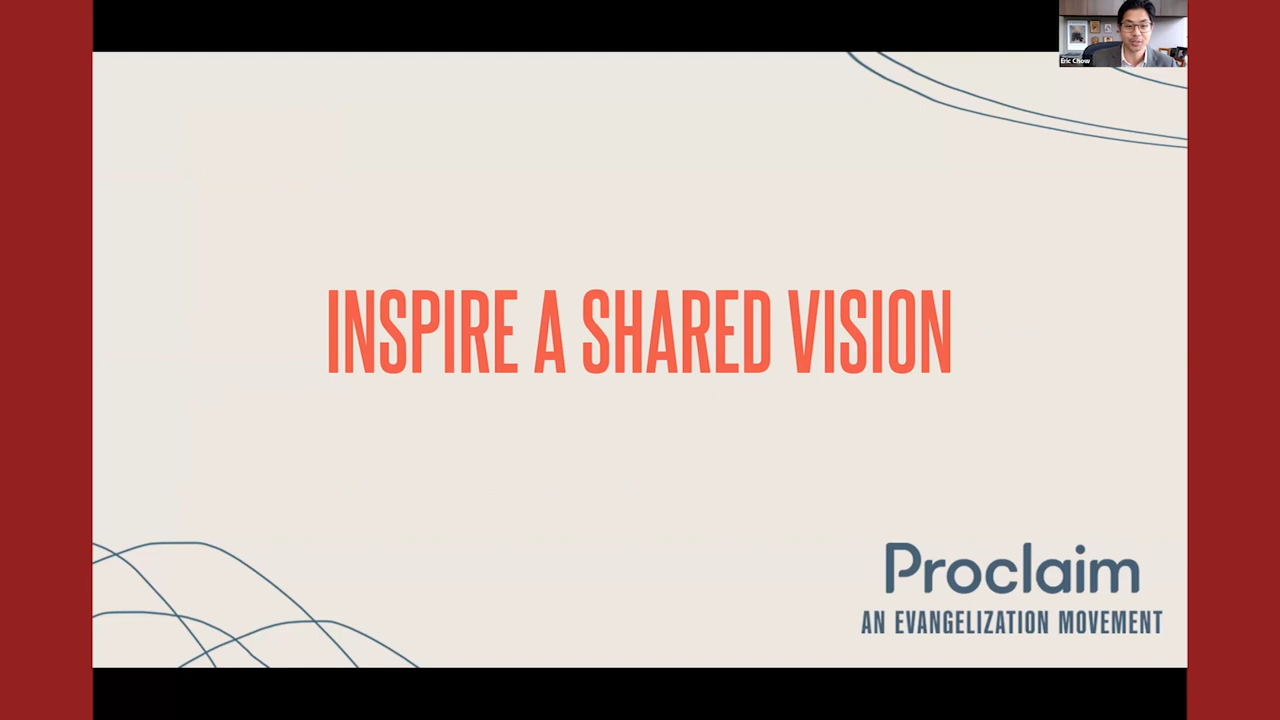 Eric Chow
INSPIRE A SHARED VISION
Proclaim
AN EVANGELIZATION MOVEMENT